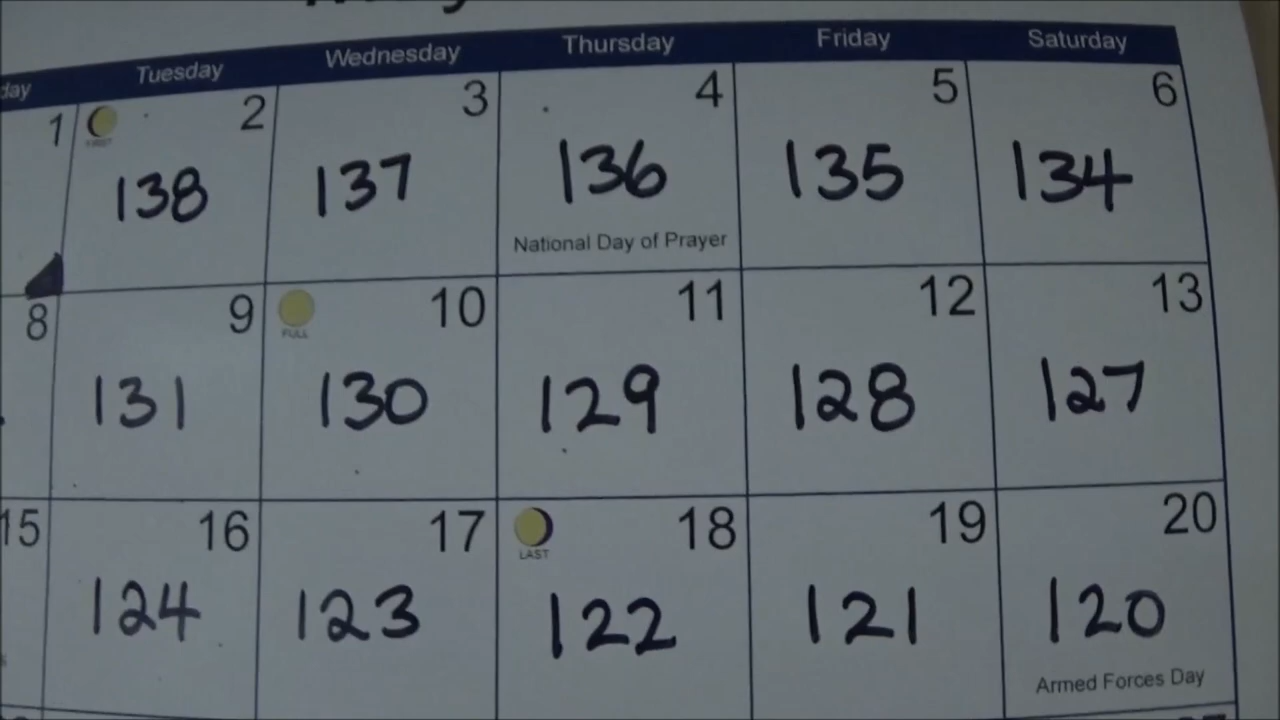 Tuesday Wednesday Thursday Friday Saturday
1 2 3 4 5 6
FIRST
138 137 136 135 134
National Day of Prayer
8 9 10 11 12 13
FULL
131 130 129 128 127
15 16 17 18 19 20
LAST
124 123 122 121 120
Armed Forces Day